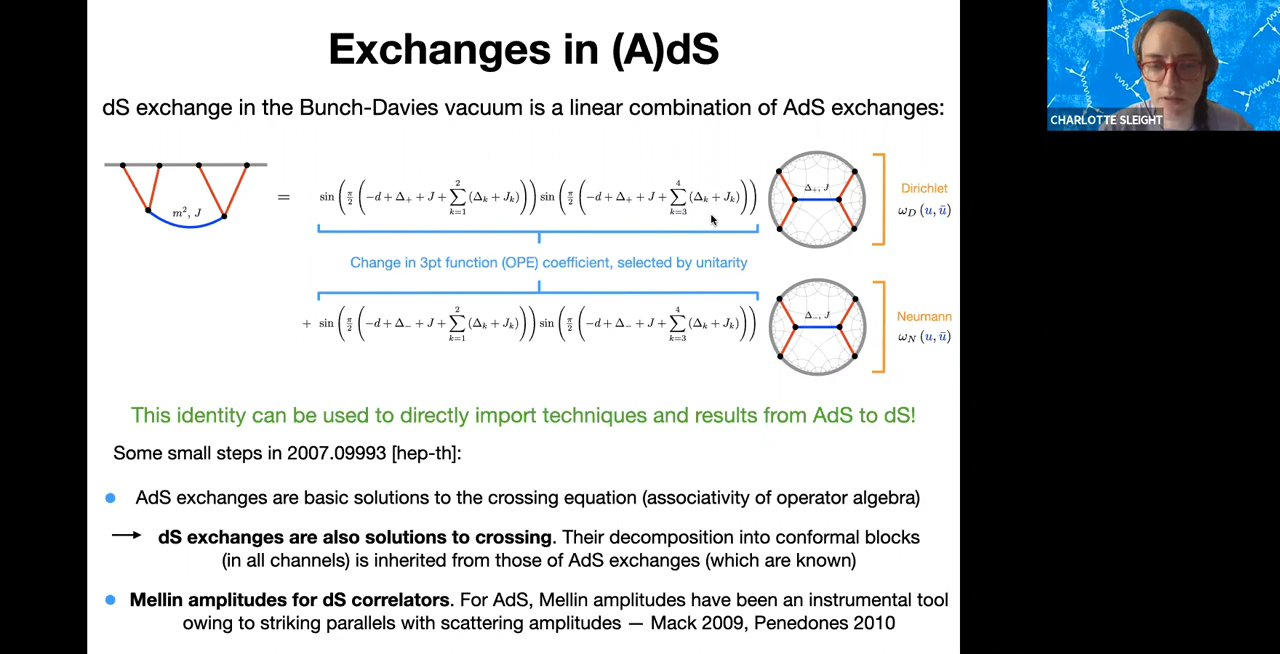 Exchanges in (A)dS
dS exchange in the Bunch-Davies vacuum is a linear combination of AdS exchanges:
m², J
=
sin (π/2 (−d + Δ₊ + J + ∑_{k=1}^{2} (Δₖ + Jₖ))) sin (π/2 (−d + Δ₊ + J + ∑_{k=3}^{4} (Δₖ + Jₖ)))
Δ₊, J
Dirichlet
ω_D (u, ū)
Change in 3pt function (OPE) coefficient, selected by unitarity
+ sin (π/2 (−d + Δ₋ + J + ∑_{k=1}^{2} (Δₖ + Jₖ))) sin (π/2 (−d + Δ₋ + J + ∑_{k=3}^{4} (Δₖ + Jₖ)))
Δ₋, J
Neumann
ω_N (u, ū)
This identity can be used to directly import techniques and results from AdS to dS!
Some small steps in 2007.09993 [hep-th]:
● AdS exchanges are basic solutions to the crossing equation (associativity of operator algebra)
→ dS exchanges are also solutions to crossing. Their decomposition into conformal blocks
(in all channels) is inherited from those of AdS exchanges (which are known)
● Mellin amplitudes for dS correlators. For AdS, Mellin amplitudes have been an instrumental tool
owing to striking parallels with scattering amplitudes — Mack 2009, Penedones 2010
CHARLOTTE SLEIGHT